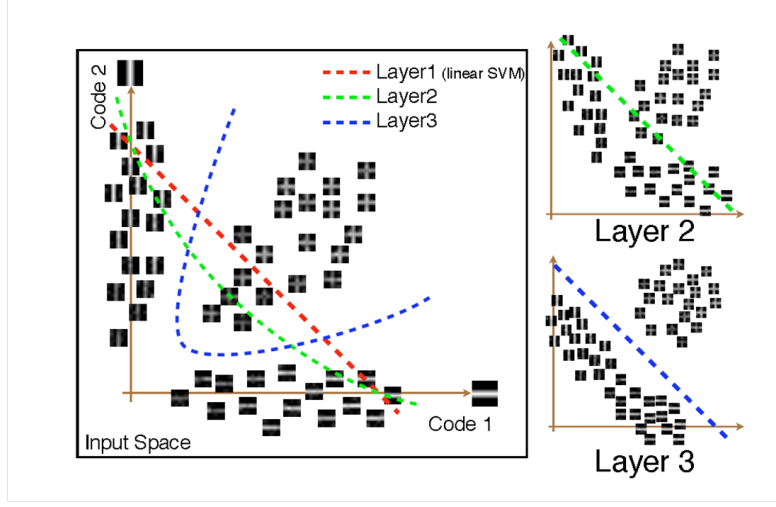 Code 2
Layer1 (linear SVM)
Layer2
Layer3
Code 1
Input Space
Layer 2
Layer 3